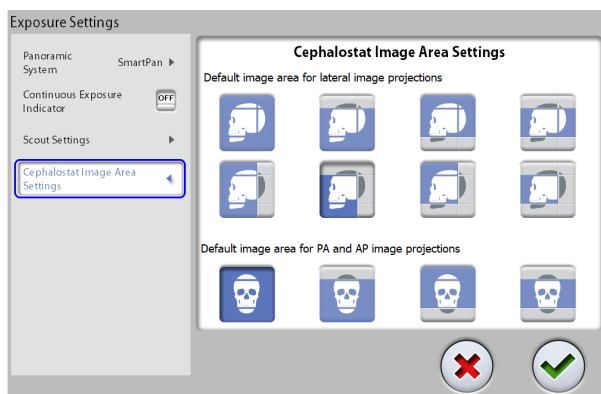 Exposure Settings
Panoramic
System
SmartPan
Continuous Exposure
Indicator
OFF
Scout Settings
Cephalostat Image Area
Settings
Cephalostat Image Area Settings
Default image area for lateral image projections
Default image area for PA and AP image projections